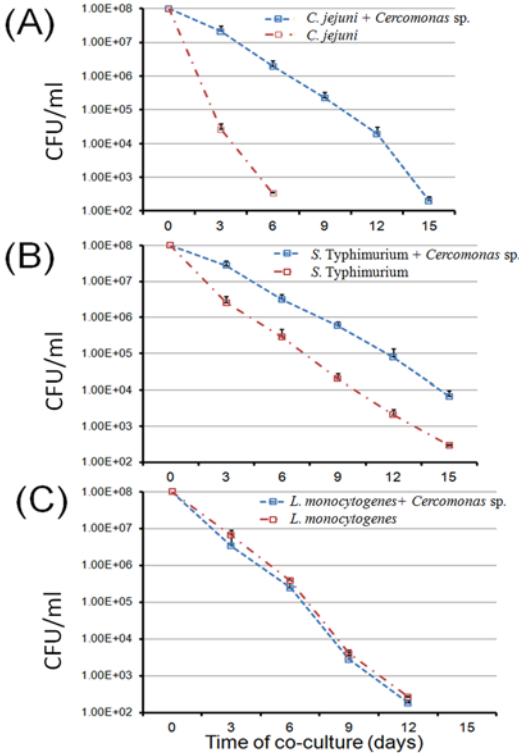 (A)
C. jejuni + Cercomonas sp.
C. jejuni
CFU/ml
1.00E+08
1.00E+07
1.00E+06
1.00E+05
1.00E+04
1.00E+03
1.00E+02
0 3 6 9 12 15
(B)
S. Typhimurium + Cercomonas sp.
S. Typhimurium
CFU/ml
1.00E+08
1.00E+07
1.00E+06
1.00E+05
1.00E+04
1.00E+03
1.00E+02
0 3 6 9 12 15
(C)
L. monocytogenes+ Cercomonas sp.
L. monocytogenes
CFU/ml
1.00E+08
1.00E+07
1.00E+06
1.00E+05
1.00E+04
1.00E+03
1.00E+02
0 3 6 9 12 15
Time of co-culture (days)